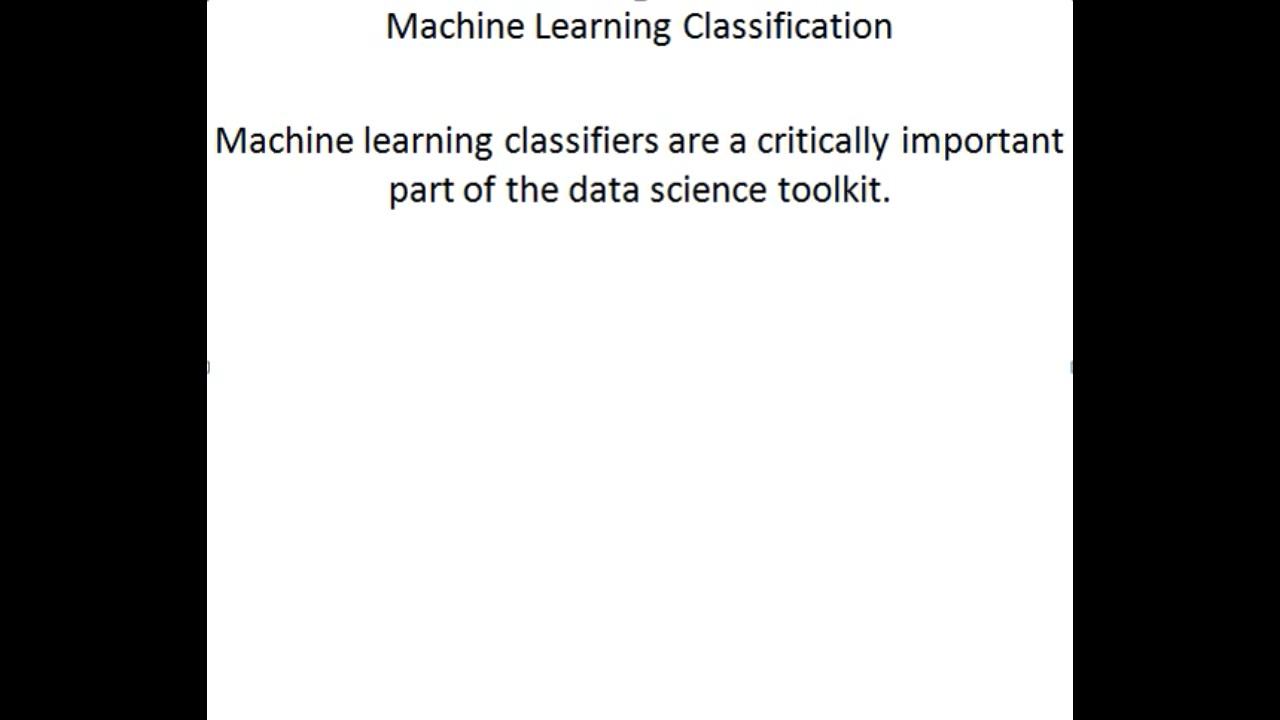 Machine Learning Classification
Machine learning classifiers are a critically important
part of the data science toolkit.